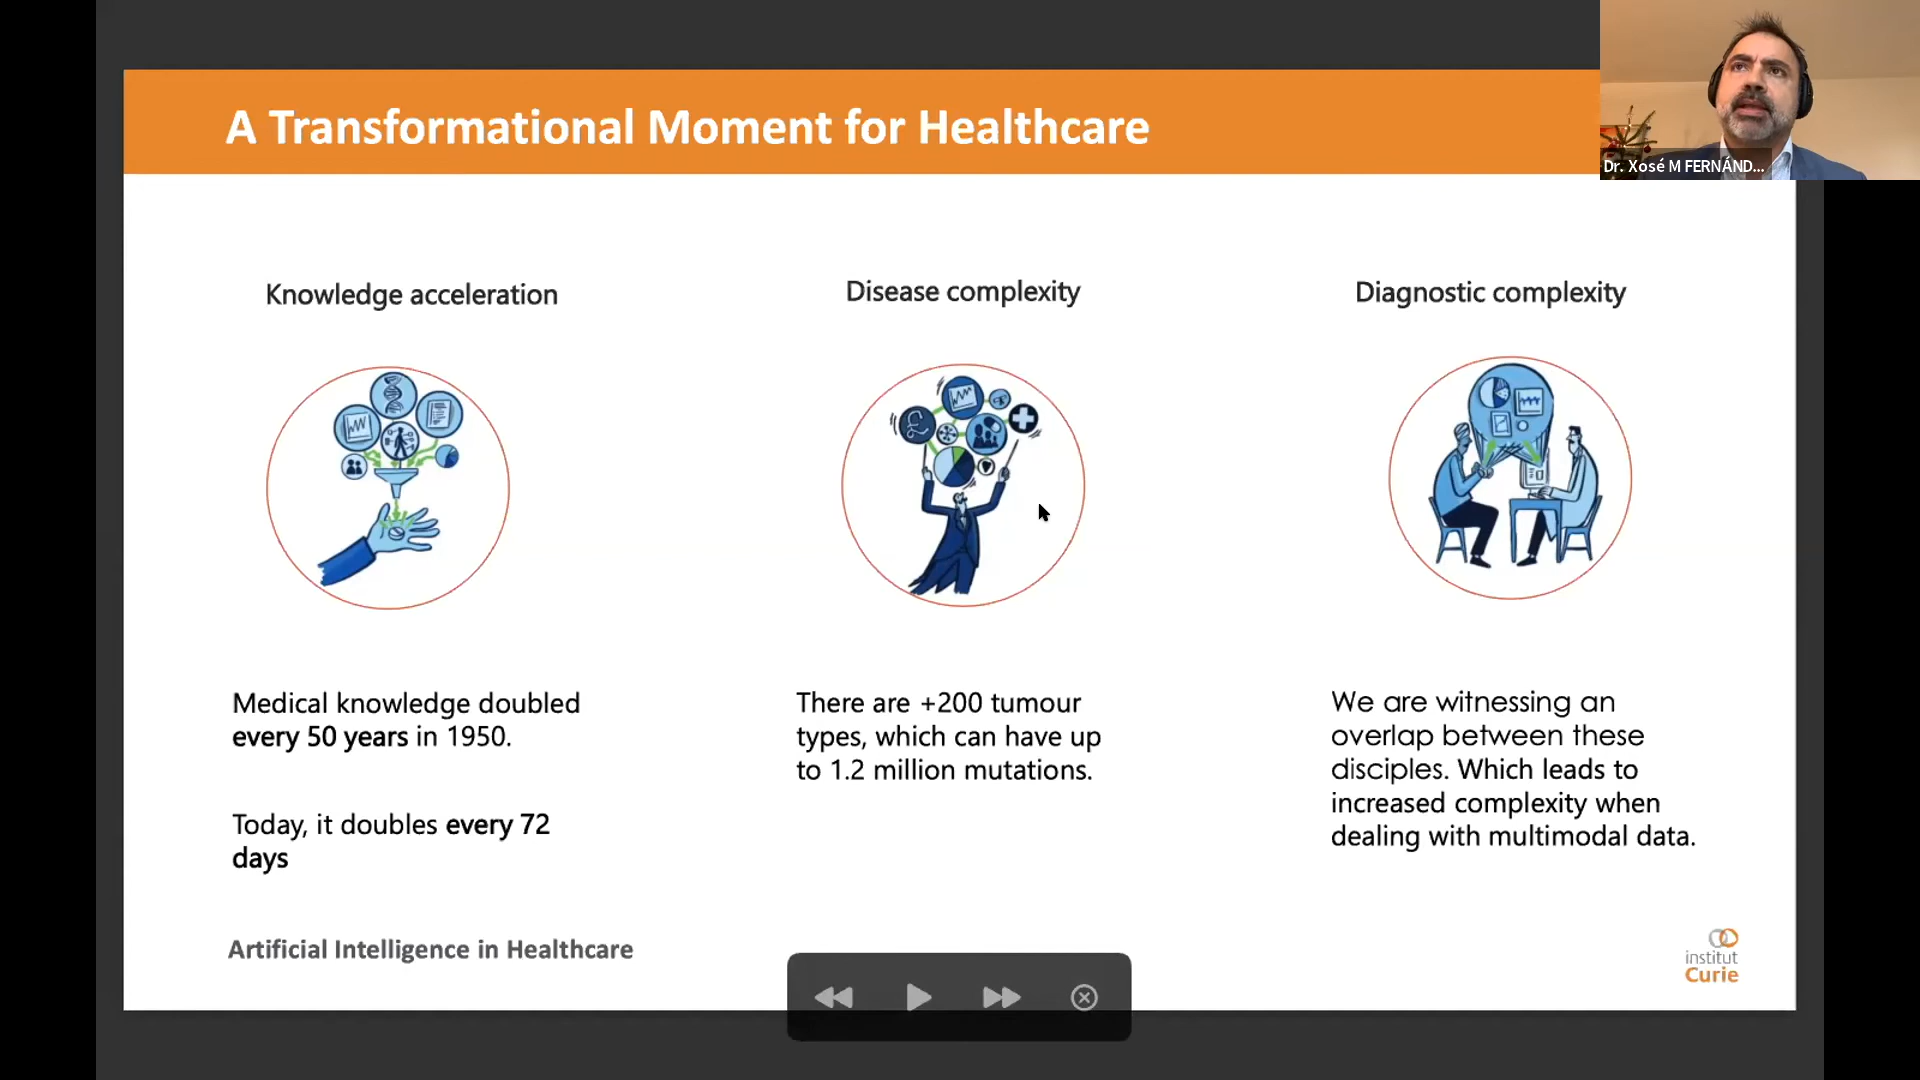 A Transformational Moment for Healthcare
Dr. Xosé M FERNÁND...
Knowledge acceleration
Disease complexity
Diagnostic complexity
Medical knowledge doubled
every 50 years in 1950.
Today, it doubles every 72
days
There are +200 tumour
types, which can have up
to 1.2 million mutations.
We are witnessing an
overlap between these
disciples. Which leads to
increased complexity when
dealing with multimodal data.
Artificial Intelligence in Healthcare
institut
Curie